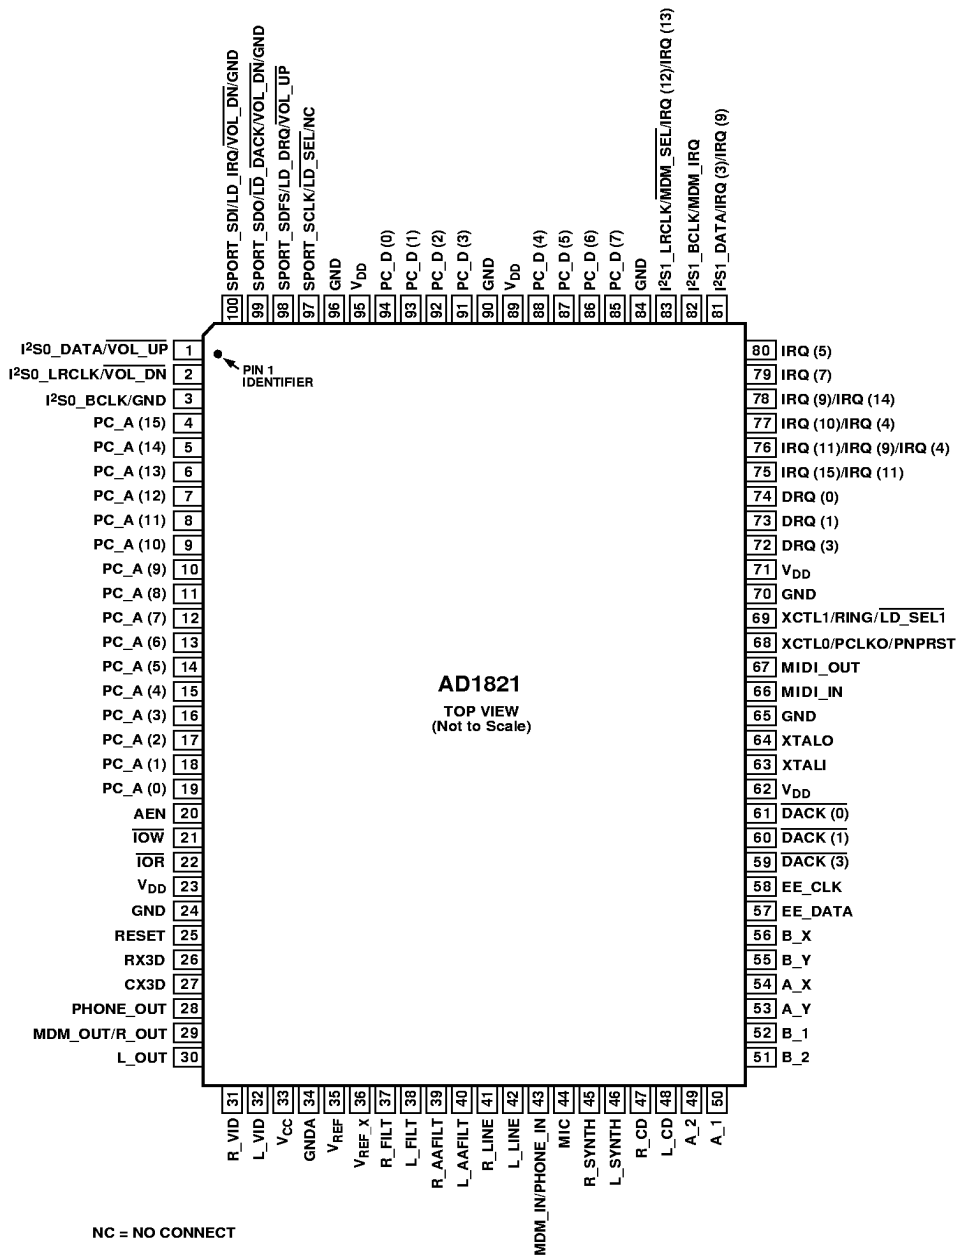 SPORT_SDI/LD_IRQ/VOL_DN/GND
SPORT_SDO/LD_DACK/VOL_DN/GND
SPORT_SDFS/LD_DRQ/VOL_UP
SPORT_SCLK/LD_SEL/NC
GND
VDD
PC_D (0)
PC_D (1)
PC_D (2)
PC_D (3)
GND
VDD
PC_D (4)
PC_D (5)
PC_D (6)
PC_D (7)
GND
I²S1_LRCLK/MDM_SEL/IRQ (12)/IRQ (13)
I²S1_BCLK/MDM_IRQ
I²S1_DATA/IRQ (3)/IRQ (9)
100 99 98 97 96 95 94 93 92 91 90 89 88 87 86 85 84 83 82 81
I²S0_DATA/VOL_UP 1
I²S0_LRCLK/VOL_DN 2
I²S0_BCLK/GND 3
PC_A (15) 4
PC_A (14) 5
PC_A (13) 6
PC_A (12) 7
PC_A (11) 8
PC_A (10) 9
PC_A (9) 10
PC_A (8) 11
PC_A (7) 12
PC_A (6) 13
PC_A (5) 14
PC_A (4) 15
PC_A (3) 16
PC_A (2) 17
PC_A (1) 18
PC_A (0) 19
AEN 20
IOW 21
IOR 22
VDD 23
GND 24
RESET 25
RX3D 26
CX3D 27
PHONE_OUT 28
MDM_OUT/R_OUT 29
L_OUT 30
PIN 1
IDENTIFIER
AD1821
TOP VIEW
(Not to Scale)
80 IRQ (5)
79 IRQ (7)
78 IRQ (9)/IRQ (14)
77 IRQ (10)/IRQ (4)
76 IRQ (11)/IRQ (9)/IRQ (4)
75 IRQ (15)/IRQ (11)
74 DRQ (0)
73 DRQ (1)
72 DRQ (3)
71 VDD
70 GND
69 XCTL1/RING/LD_SEL1
68 XCTL0/PCLKO/PNPRST
67 MIDI_OUT
66 MIDI_IN
65 GND
64 XTALO
63 XTALI
62 VDD
61 DACK (0)
60 DACK (1)
59 DACK (3)
58 EE_CLK
57 EE_DATA
56 B_X
55 B_Y
54 A_X
53 A_Y
52 B_1
51 B_2
31 32 33 34 35 36 37 38 39 40 41 42 43 44 45 46 47 48 49 50
R_VID
L_VID
VCC
GNDA
VREF
VREF_X
R_FILT
L_FILT
R_AAFILT
L_AAFILT
R_LINE
L_LINE
MDM_IN/PHONE_IN
MIC
R_SYNTH
L_SYNTH
R_CD
L_CD
A_2
A_1
NC = NO CONNECT